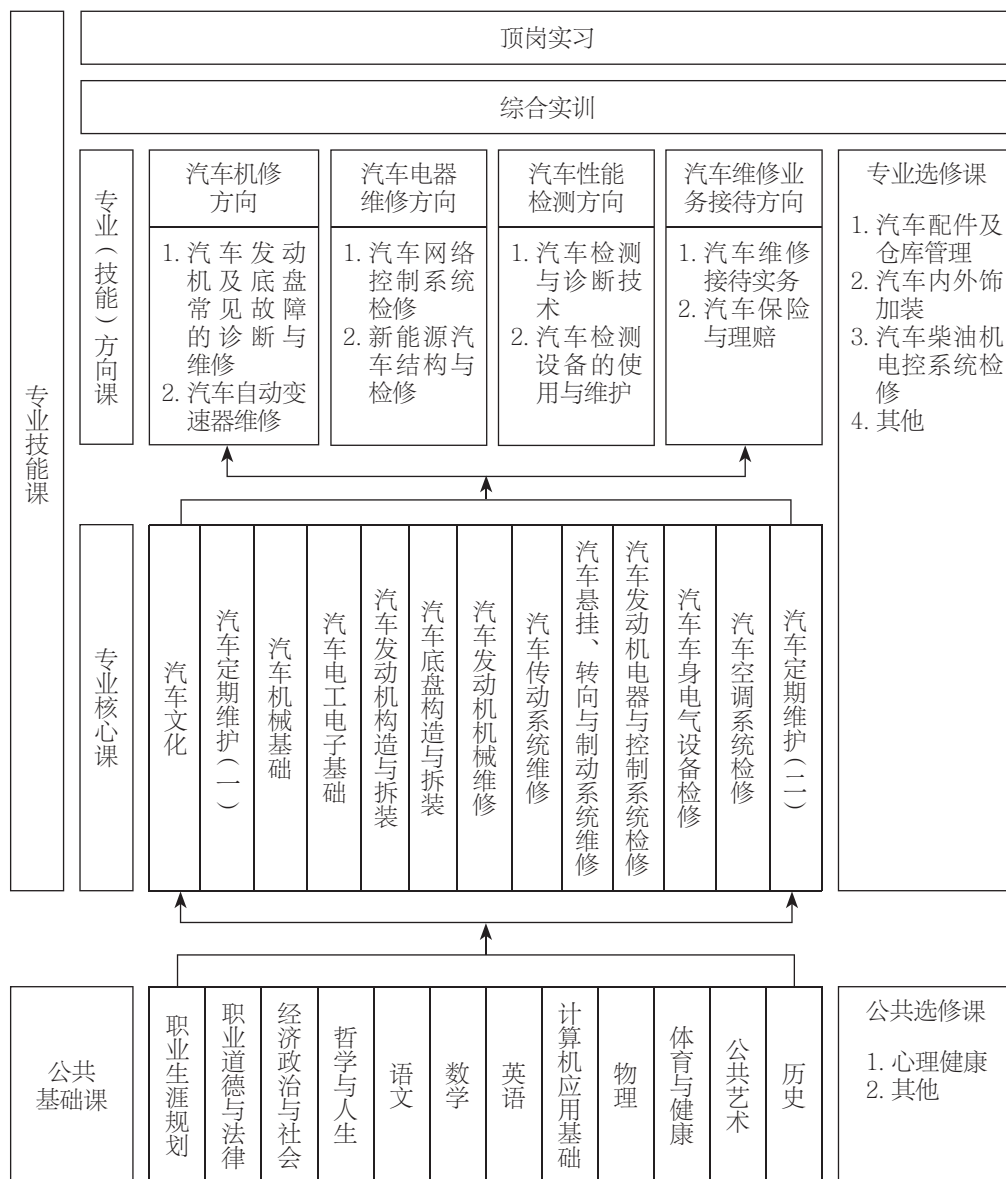 顶岗实习
综合实训
专业技能课
专业（技能）方向课
汽车机修
方向
1. 汽车发动
机及底盘
常见故障
的诊断与
维修
2. 汽车自动变
速器维修
汽车电器
维修方向
1. 汽车网络
控制系统
检修
2. 新能源汽
车结构与
检修
汽车性能
检测方向
1. 汽车检测
与诊断技
术
2. 汽车检测
设备的使
用与维护
汽车维修业
务接待方向
1. 汽车维修
接待实务
2. 汽车保险
与理赔
专业选修课
1. 汽车配件及
仓库管理
2. 汽车内外饰
加装
3. 汽车柴油机
电控系统检
修
4. 其他
专业核心课
汽车文化
汽车定期维护（一）
汽车机械基础
汽车电工电子基础
汽车发动机构造与拆装
汽车底盘构造与拆装
汽车发动机机械维修
汽车传动系统维修
汽车悬挂、转向与制动系统维修
汽车发动机电器与控制系统检修
汽车车身电气设备检修
汽车空调系统检修
汽车定期维护（二）
公共
基础课
职业生涯规划
职业道德与法律
经济政治与社会
哲学与人生
语文
数学
英语
计算机应用基础
物理
体育与健康
公共艺术
历史
公共选修课
1. 心理健康
2. 其他